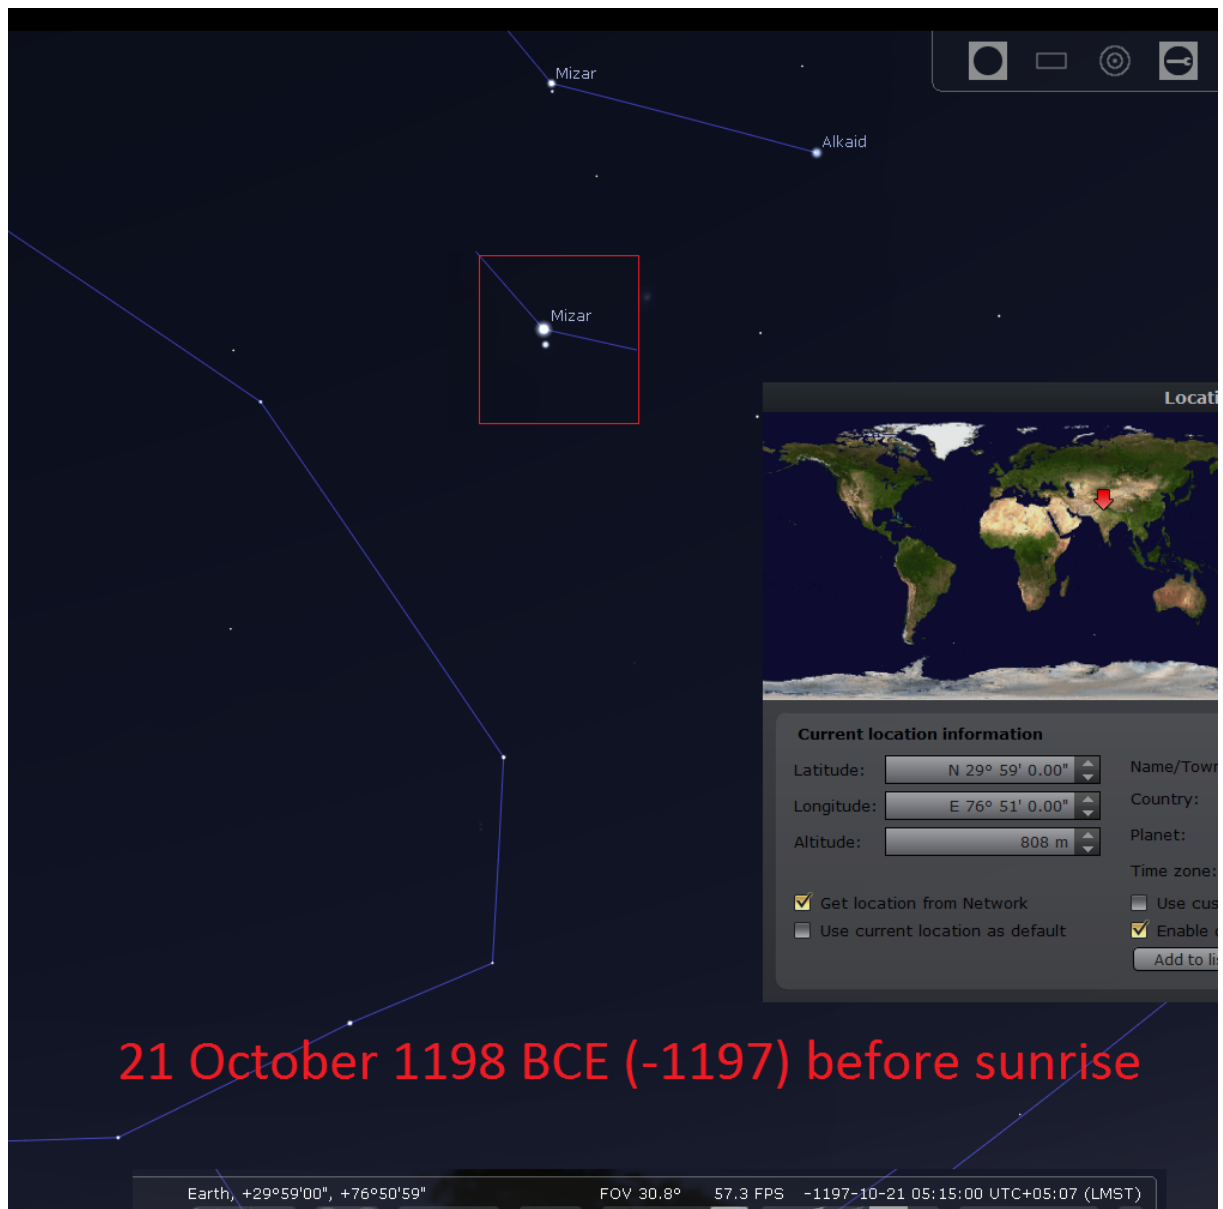 Mizar
Alkaid
Mizar
Locati
Current location information
Latitude: N 29° 59' 0.00"
Name/Town
Longitude: E 76° 51' 0.00"
Country:
Altitude: 808 m
Planet:
Time zone:
Get location from Network
Use cus
Use current location as default
Enable
Add to lis
21 October 1198 BCE (-1197) before sunrise
Earth, +29°59'00", +76°50'59" FOV 30.8° 57.3 FPS -1197-10-21 05:15:00 UTC+05:07 (LMST)